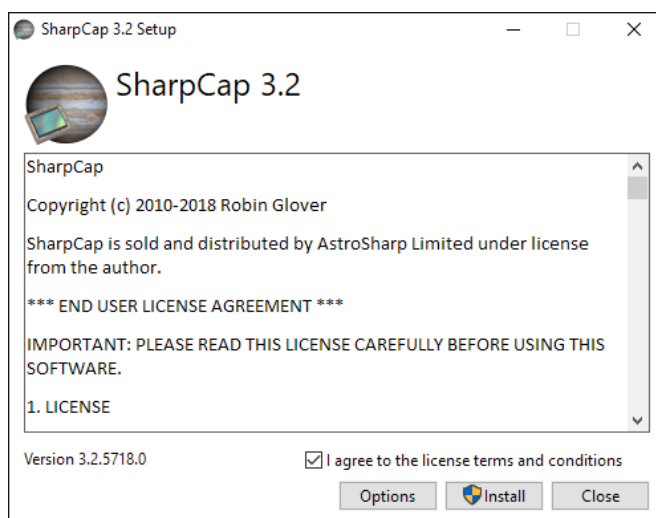 SharpCap 3.2 Setup
SharpCap 3.2
SharpCap
Copyright (c) 2010-2018 Robin Glover
SharpCap is sold and distributed by AstroSharp Limited under license
from the author.
*** END USER LICENSE AGREEMENT ***
IMPORTANT: PLEASE READ THIS LICENSE CAREFULLY BEFORE USING THIS
SOFTWARE.
1. LICENSE
Version 3.2.5718.0
I agree to the license terms and conditions
Options
Install
Close